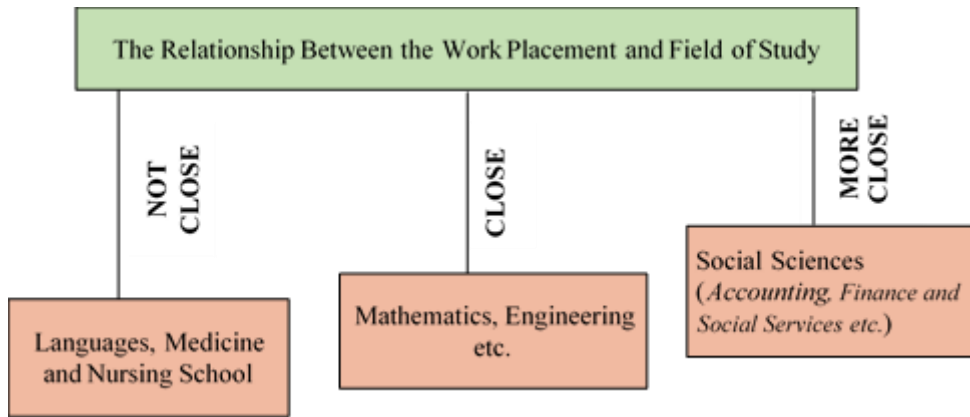 The Relationship Between the Work Placement and Field of Study
NOT
CLOSE
CLOSE
MORE
CLOSE
Languages, Medicine
and Nursing School
Mathematics, Engineering
etc.
Social Sciences
(Accounting, Finance and
Social Services etc.)